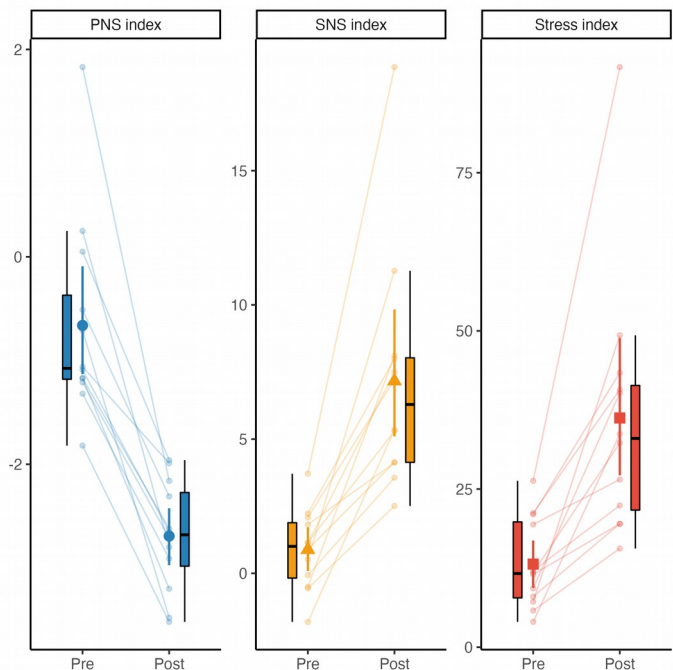 PNS index
SNS index
Stress index
2
0
-2
15
10
5
0
75
50
25
0
Pre
Post
Pre
Post
Pre
Post